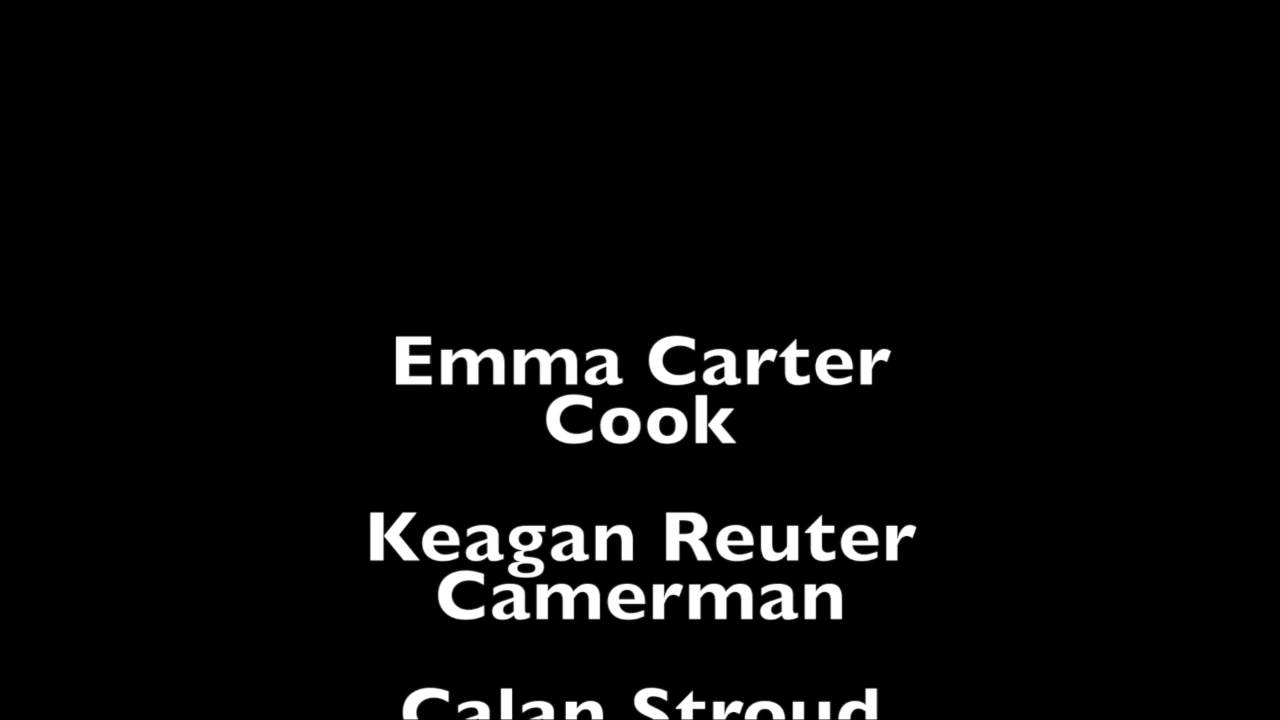 Emma Carter
Cook
Keagan Reuter
Camerman
Calan Stroud